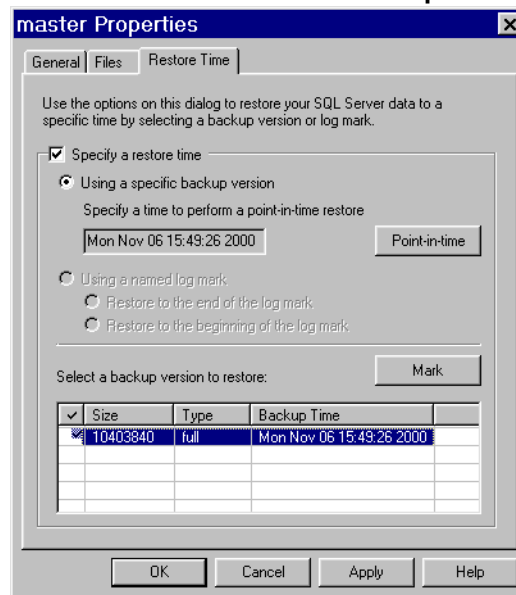 master Properties
General Files Restore Time
Use the options on this dialog to restore your SQL Server data to a
specific time by selecting a backup version or log mark.
Specify a restore time
Using a specific backup version
Specify a time to perform a point-in-time restore
Mon Nov 06 15:49:26 2000 Point-in-time
Using a named log mark
Restore to the end of the log mark
Restore to the beginning of the log mark
Select a backup version to restore: Mark
Size Type Backup Time
10403840 full Mon Nov 06 15:49:26 2000
OK Cancel Apply Help